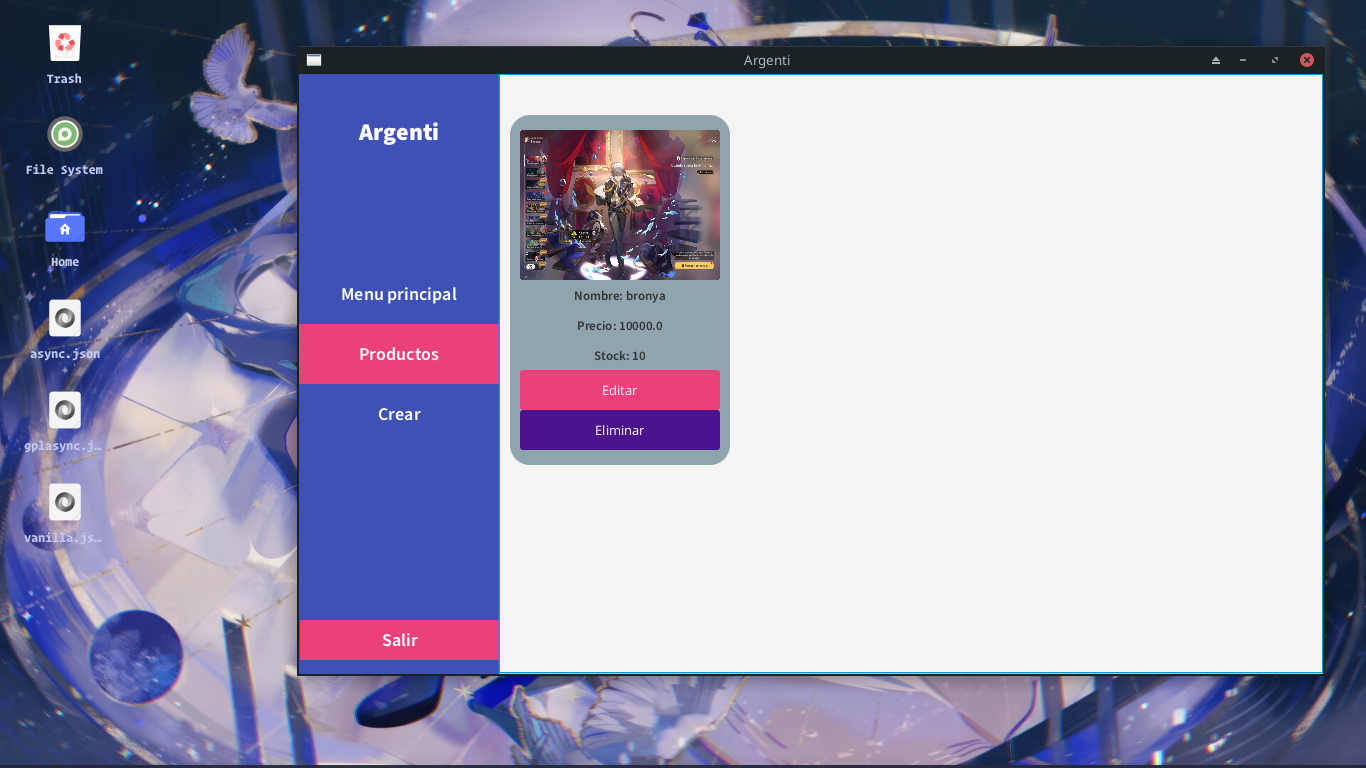 Trash
File System
Home
async.json
gplasync.j…
vanilla.js…
Argenti
Argenti
Menu principal
Productos
Crear
Salir
Nombre: bronya
Precio: 10000.0
Stock: 10
Editar
Eliminar